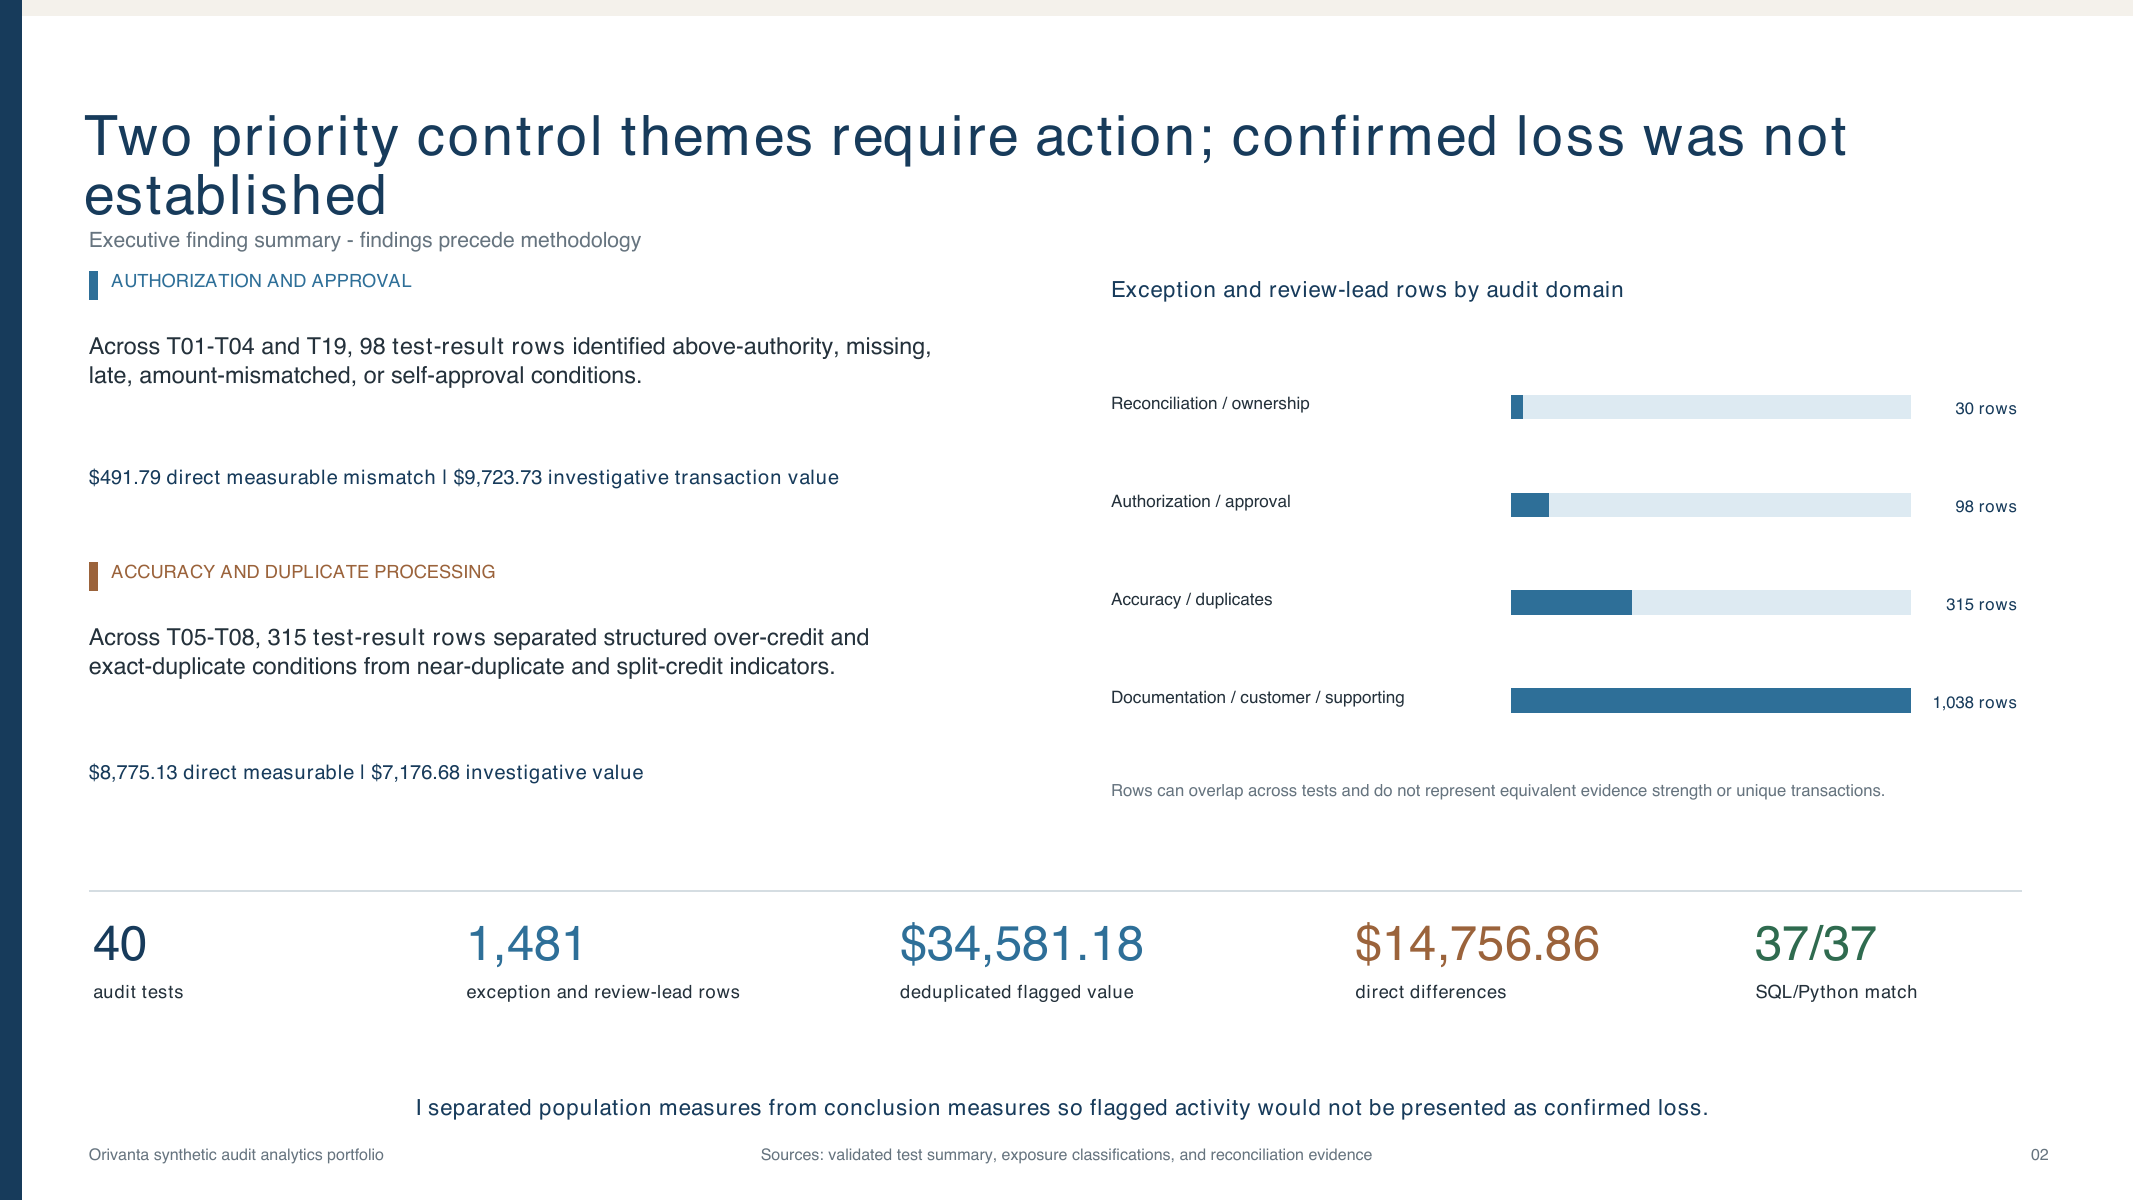 Two priority control themes require action; confirmed loss was not
established
Executive finding summary - findings precede methodology
AUTHORIZATION AND APPROVAL
Across T01-T04 and T19, 98 test-result rows identified above-authority, missing,
late, amount-mismatched, or self-approval conditions.
$491.79 direct measurable mismatch | $9,723.73 investigative transaction value
ACCURACY AND DUPLICATE PROCESSING
Across T05-T08, 315 test-result rows separated structured over-credit and
exact-duplicate conditions from near-duplicate and split-credit indicators.
$8,775.13 direct measurable | $7,176.68 investigative value
Exception and review-lead rows by audit domain
Reconciliation / ownership
30 rows
Authorization / approval
98 rows
Accuracy / duplicates
315 rows
Documentation / customer / supporting
1,038 rows
Rows can overlap across tests and do not represent equivalent evidence strength or unique transactions.
40
audit tests
1,481
exception and review-lead rows
$34,581.18
deduplicated flagged value
$14,756.86
direct differences
37/37
SQL/Python match
I separated population measures from conclusion measures so flagged activity would not be presented as confirmed loss.
Orivanta synthetic audit analytics portfolio
Sources: validated test summary, exposure classifications, and reconciliation evidence
02